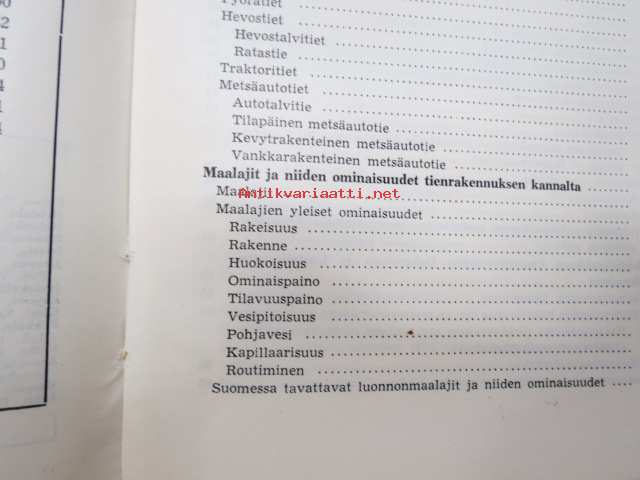 Hevostiet
Hevostalvitiet
Ratastie
Traktoritiet
Metsäautotiet
Autotalvitie
Tilapäinen metsäautotie
Kevytrakenteinen metsäautotie
Vankkarakenteinen metsäautotie
Maalajit ja niiden ominaisuudet tienrakennuksen kannalta
Antikvariaatti.net
Maalajien yleiset ominaisuudet
Rakeisuus
Rakenne
Huokoisuus
Ominaispaino
Tilavuuspaino
Vesipitoisuus
Pohjavesi
Kapillaarisuus
Routiminen
Suomessa tavattavat luonnonmaalajit ja niiden ominaisuudet